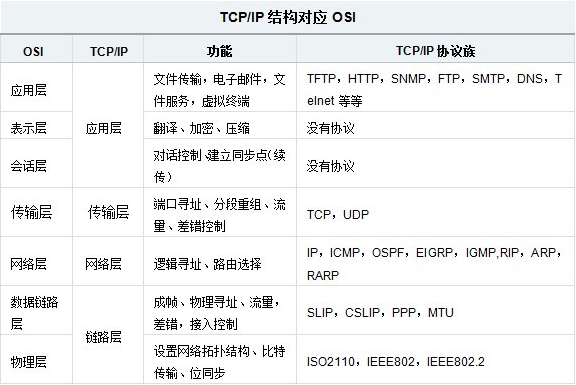 TCP/IP 结构对应 OSI
OSI TCP/IP 功能 TCP/IP 协议族
应用层 文件传输，电子邮件，文 TFTP，HTTP，SNMP，FTP，SMTP，DNS，T
件服务，虚拟终端 elnet 等等
表示层 应用层 翻译、加密、压缩 没有协议
会话层 对话控制、建立同步点（续 没有协议
传）
传输层 传输层 端口寻址、分段重组、流 TCP，UDP
量、差错控制
网络层 网络层 逻辑寻址、路由选择 IP，ICMP，OSPF，EIGRP，IGMP,RIP，ARP，
RARP
数据链路 成帧、物理寻址、流量， SLIP，CSLIP，PPP，MTU
层 差错，接入控制
链路层
物理层 设置网络拓扑结构、比特 ISO2110，IEEE802，IEEE802.2
传输、位同步